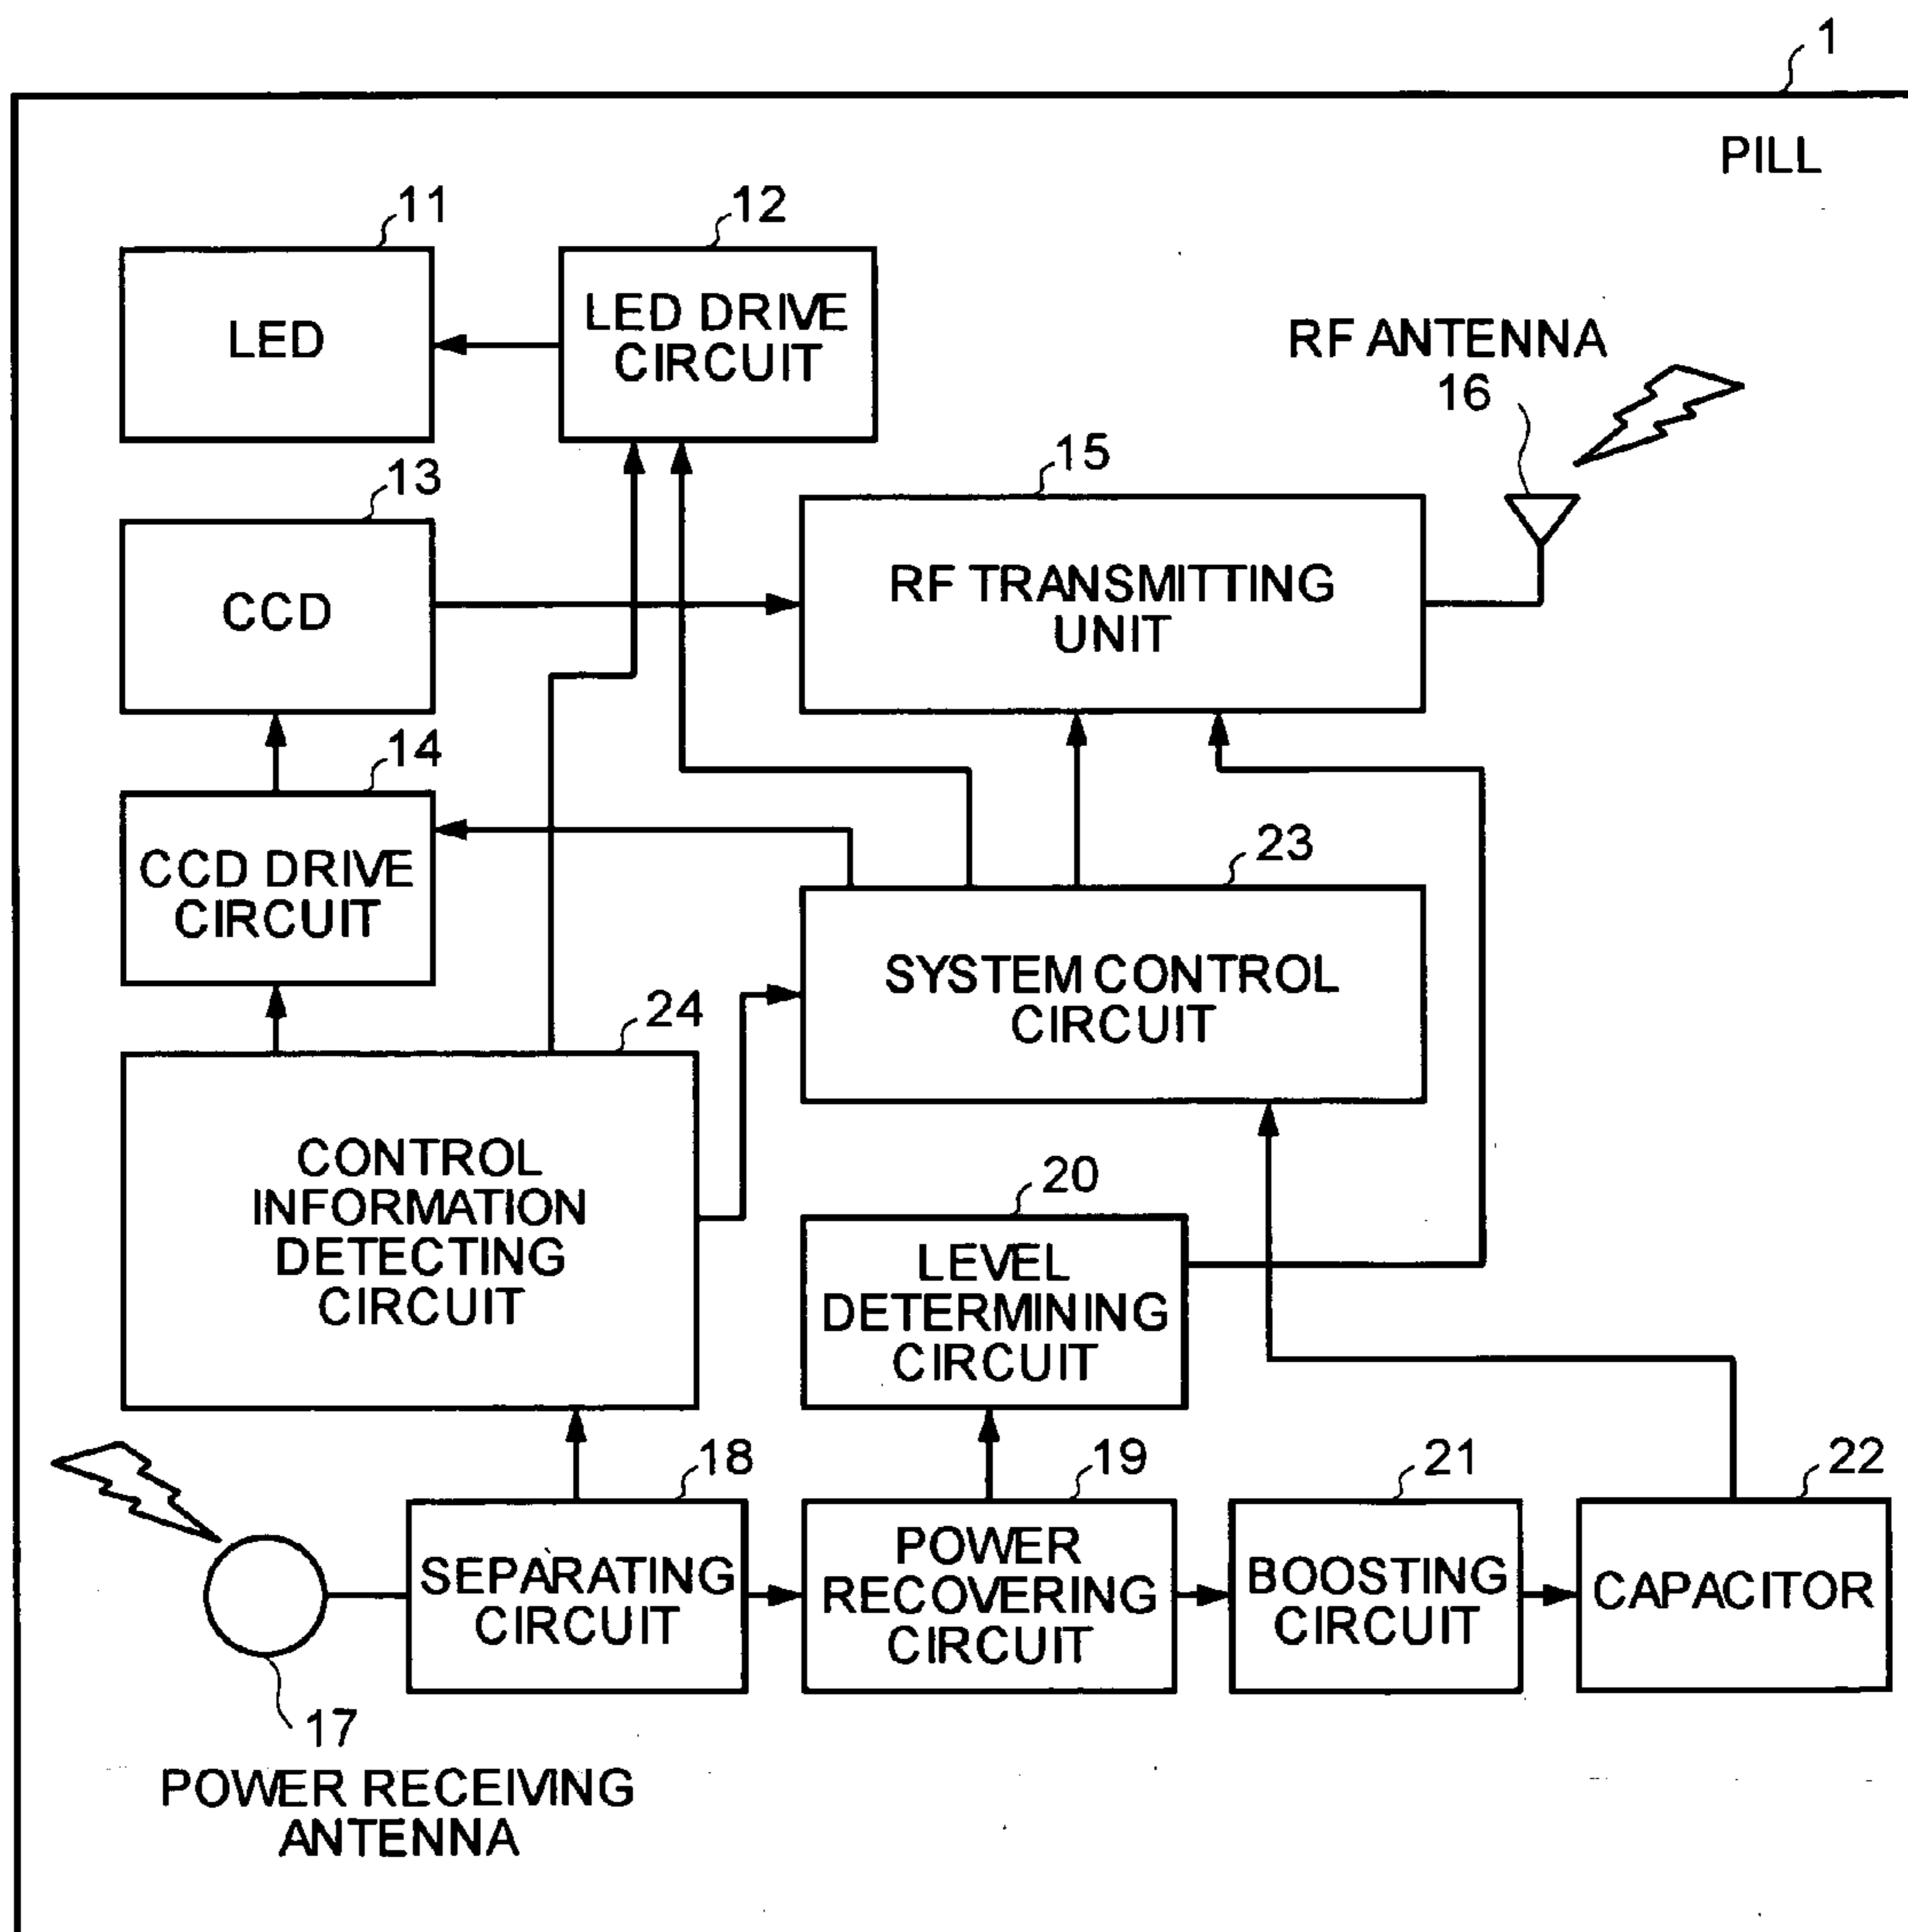 1
PILL
11
12
LED
LED DRIVE
CIRCUIT
RF ANTENNA
16
13
15
CCD
RF TRANSMITTING
UNIT
14
CCD DRIVE
CIRCUIT
23
SYSTEM CONTROL
CIRCUIT
24
CONTROL
INFORMATION
DETECTING
CIRCUIT
20
LEVEL
DETERMINING
CIRCUIT
18
19
21
22
SEPARATING
CIRCUIT
POWER
RECOVERING
CIRCUIT
BOOSTING
CIRCUIT
CAPACITOR
17
POWER RECEIVING
ANTENNA